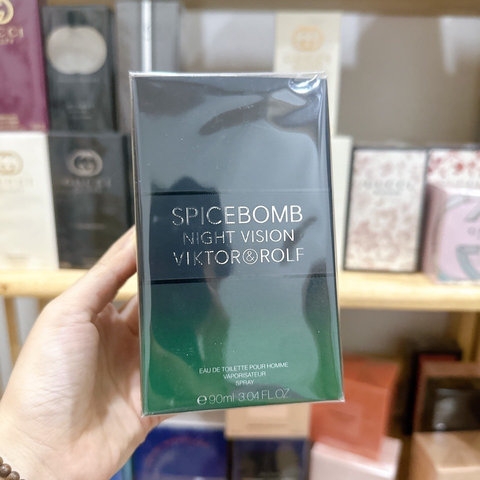 SPICEBOMB
NIGHT VISION
VIKTOR&ROLF
EAU DE TOILETTE POUR HOMME
VAPORISATEUR
SPRAY
e 90ml 3.04 FL.OZ